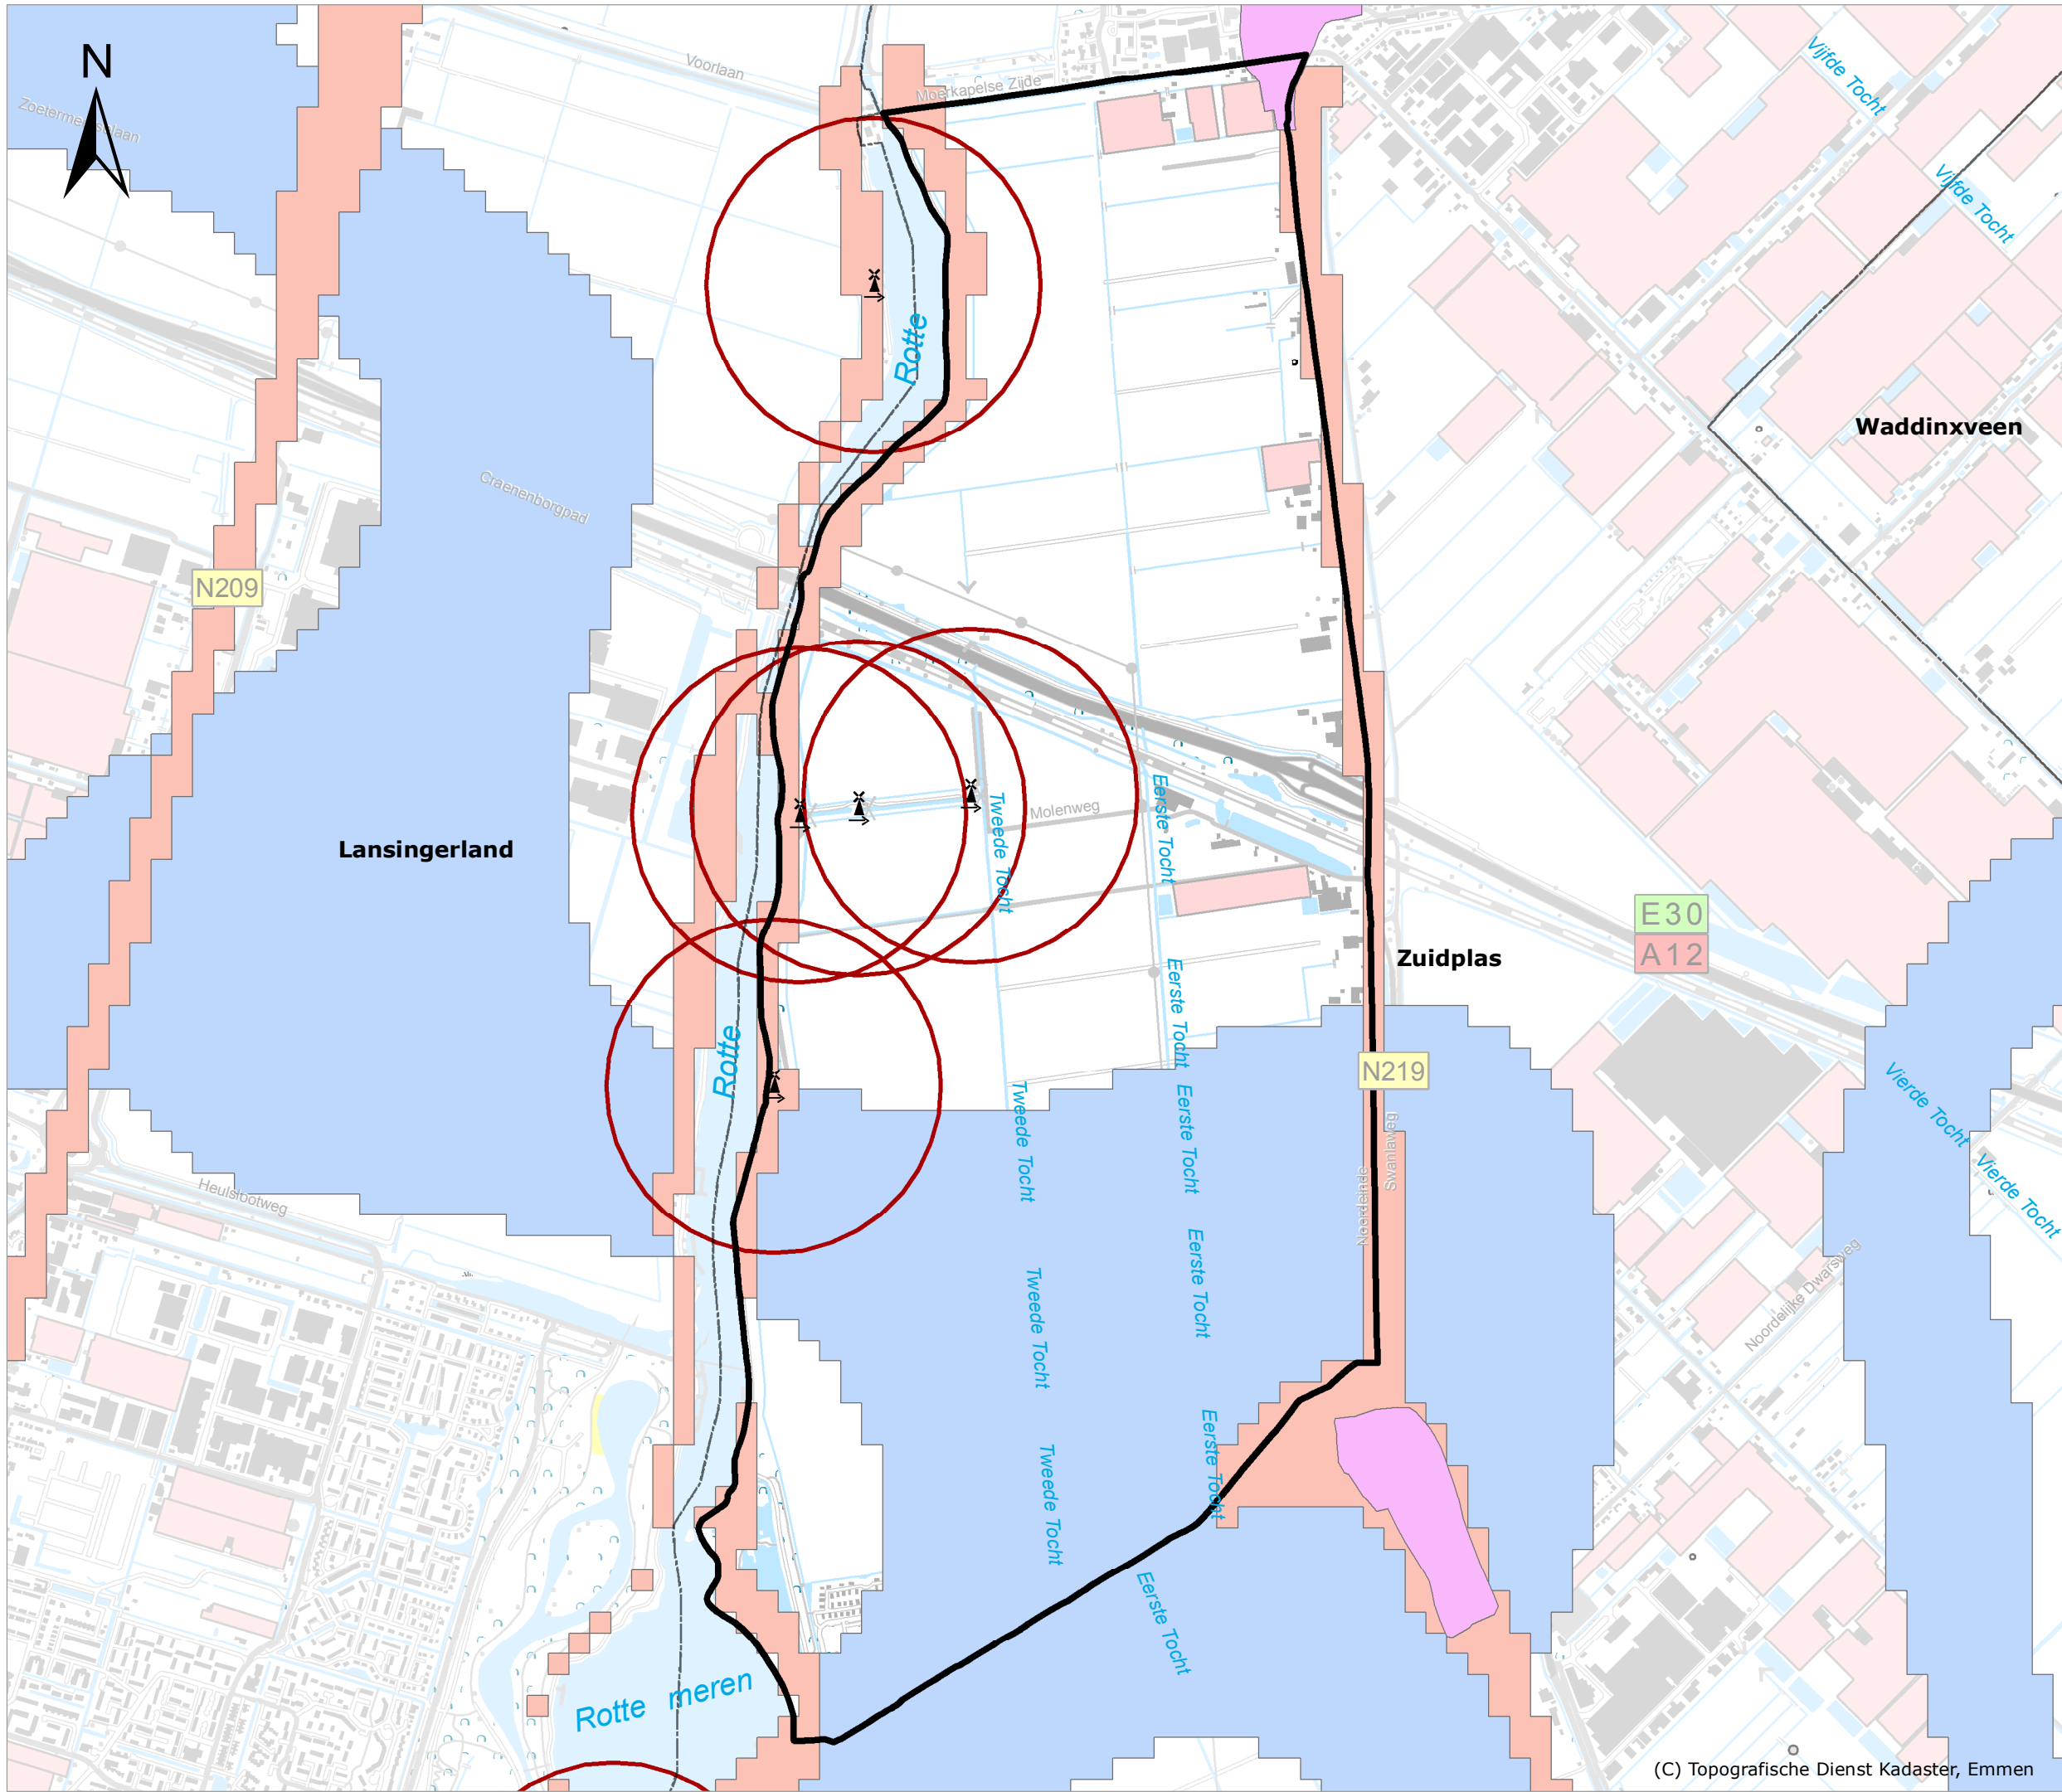 N
Zoetermeerselaan
Voorlaan
Moerkapelse Zijde
Vijfde Tocht
Vijfde Tocht
Rotte
Waddinxveen
Craenenborgpad
N209
Tweede Tocht
Molenweg
Eerste Tocht
Lansingerland
E30
A12
Zuidplas
Eerste Tocht
Rotte
N219
Vierde Tocht
Tweede Tocht
Eerste Tocht
Swanlaweg
Noordeinde
Vierde Tocht
Heulslootweg
Eerste Tocht
Tweede Tocht
Noordelijke Dwarsweg
Eerste Tocht
Tweede Tocht
Eerste Tocht
Rotte meren
(C) Topografische Dienst Kadaster, Emmen